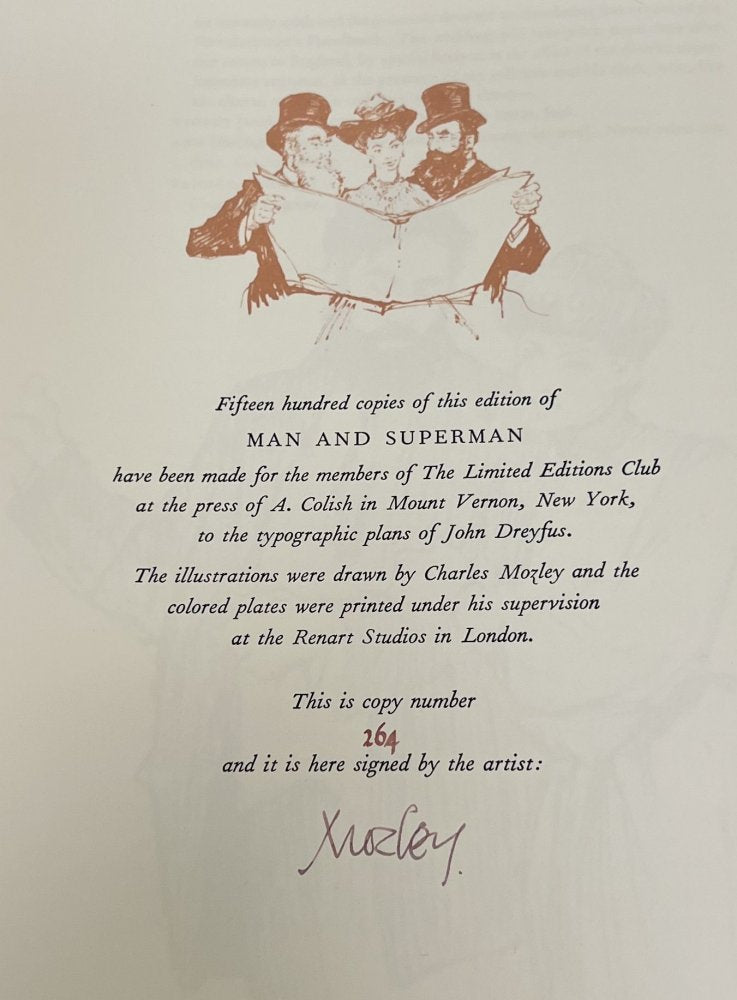 Fifteen hundred copies of this edition of
MAN AND SUPERMAN
have been made for the members of The Limited Editions Club
at the press of A. Colish in Mount Vernon, New York,
to the typographic plans of John Dreyfus.
The illustrations were drawn by Charles Mozley and the
colored plates were printed under his supervision
at the Renart Studios in London.
This is copy number
264
and it is here signed by the artist:
Mozley.